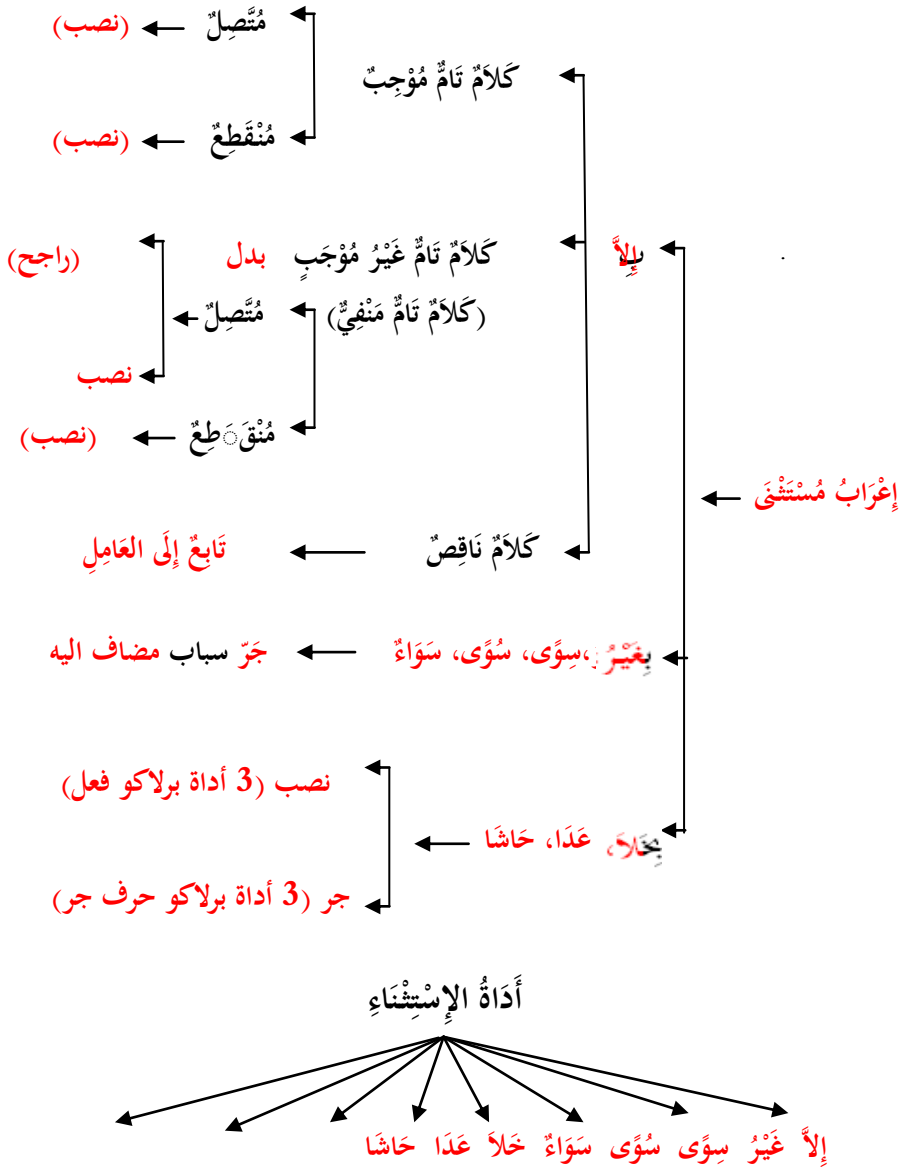 مُتَّصِلٌ (نصب)
كَلاَمٌ تَامٌّ مُوْجِبٌ
مُنْقَطِعٌ (نصب)
بِإِلاَّ كَلاَمٌ تَامٌّ غَيْرُ مُوْجَبٍ بدل (راجح)
(كَلاَمٌ تَامٌّ مَنْفِيٌّ) مُتَّصِلٌ
نصب
مُنْقَ◌َطِعٌ (نصب)
إِعْرَابُ مُسْتَثْنَى
كَلاَمٌ نَاقِصٌ تَابِعٌ إِلَى العَامِلِ
بِغَيْرُ ،سِوًى، سُوًى، سَوَاءٌ جَرّ سباب مضاف اليه
نصب (3 أداة برلاكو فعل)
بِخَلاَ، عَدَا، حَاشَا
جر (3 أداة برلاكو حرف جر)
أَدَاةُ الإِسْتِثْنَاءِ
إِلاَّ غَيْرُ سِوًى سُوًى سَوَاءٌ خَلاَ عَدَا حَاشَا